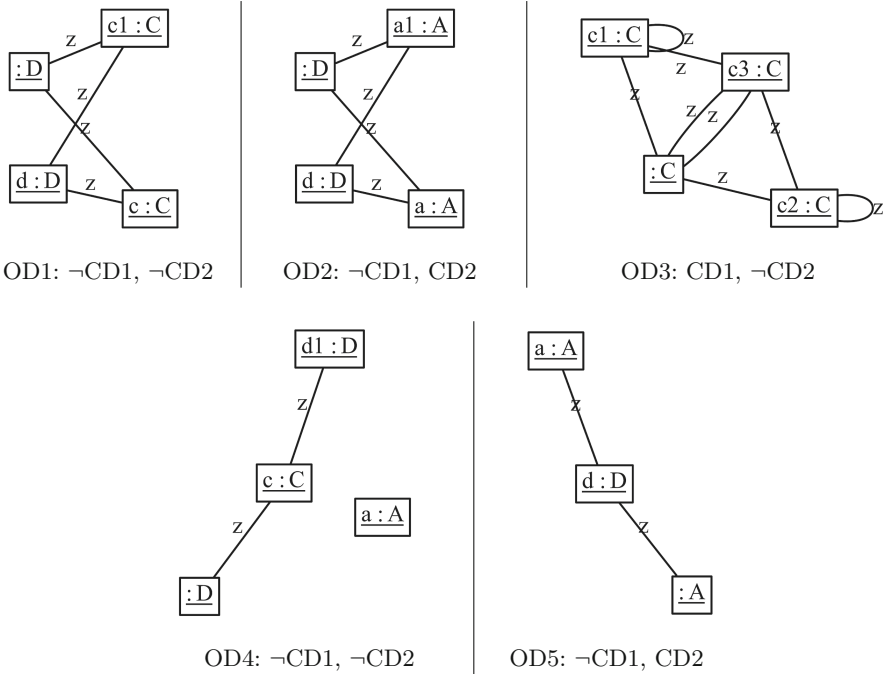 c1 : C
z
: D
z
z
d : D
z
c : C
OD1: ¬CD1, ¬CD2
a1 : A
z
: D
z
z
d : D
z
a : A
OD2: ¬CD1, CD2
c1 : C
z
z
c3 : C
z
z
z
z
: C
z
c2 : C
z
OD3: CD1, ¬CD2
d1 : D
z
c : C
a : A
z
: D
OD4: ¬CD1, ¬CD2
a : A
z
d : D
z
: A
OD5: ¬CD1, CD2